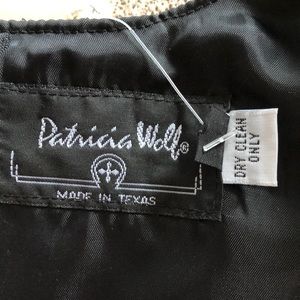 Patricia Wolf®
MADE IN TEXAS
DRY CLEAN
ONLY